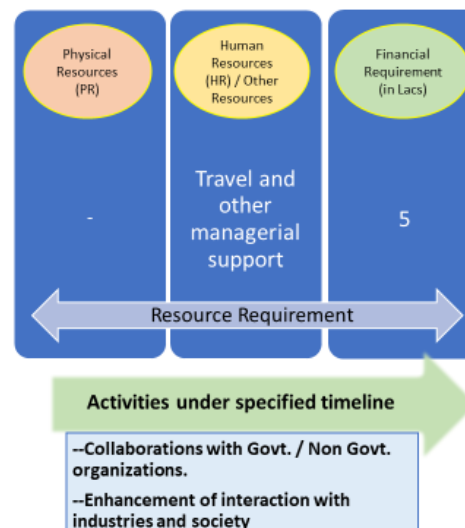 Physical
Resources
(PR)
Human
Resources
(HR) / Other
Resources
Financial
Requirement
(in Lacs)
-
Travel and
other
managerial
support
5
Resource Requirement
Activities under specified timeline
--Collaborations with Govt. / Non Govt.
organizations.
--Enhancement of interaction with
industries and society